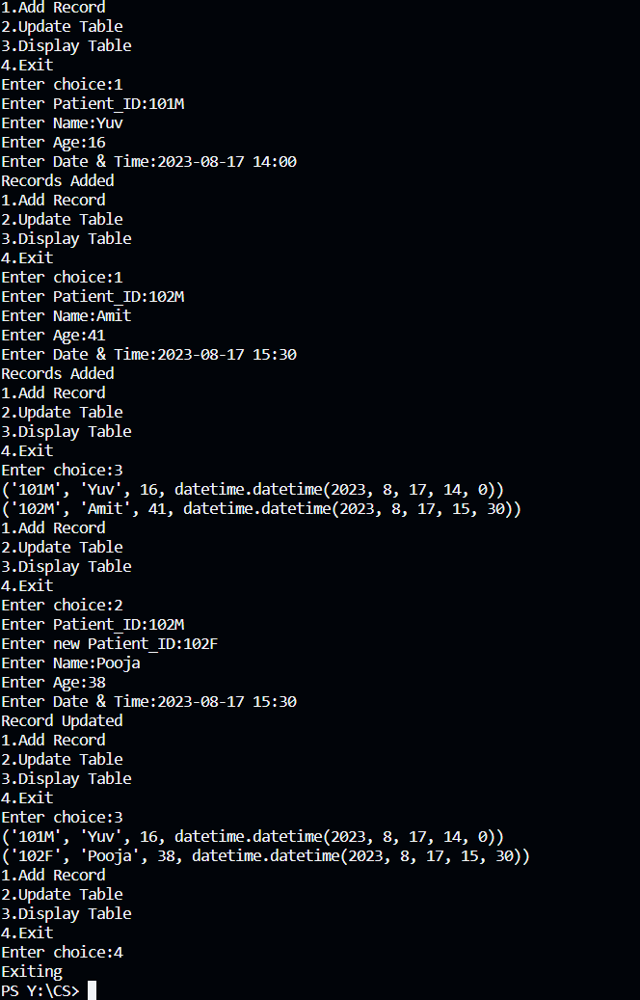 1.Add Record
2.Update Table
3.Display Table
4.Exit
Enter choice:1
Enter Patient_ID:101M
Enter Name:Yuv
Enter Age:16
Enter Date & Time:2023-08-17 14:00
Records Added
1.Add Record
2.Update Table
3.Display Table
4.Exit
Enter choice:1
Enter Patient_ID:102M
Enter Name:Amit
Enter Age:41
Enter Date & Time:2023-08-17 15:30
Records Added
1.Add Record
2.Update Table
3.Display Table
4.Exit
Enter choice:3
('101M', 'Yuv', 16, datetime.datetime(2023, 8, 17, 14, 0))
('102M', 'Amit', 41, datetime.datetime(2023, 8, 17, 15, 30))
1.Add Record
2.Update Table
3.Display Table
4.Exit
Enter choice:2
Enter Patient_ID:102M
Enter new Patient_ID:102F
Enter Name:Pooja
Enter Age:38
Enter Date & Time:2023-08-17 15:30
Record Updated
1.Add Record
2.Update Table
3.Display Table
4.Exit
Enter choice:3
('101M', 'Yuv', 16, datetime.datetime(2023, 8, 17, 14, 0))
('102F', 'Pooja', 38, datetime.datetime(2023, 8, 17, 15, 30))
1.Add Record
2.Update Table
3.Display Table
4.Exit
Enter choice:4
Exiting
PS Y:\CS>